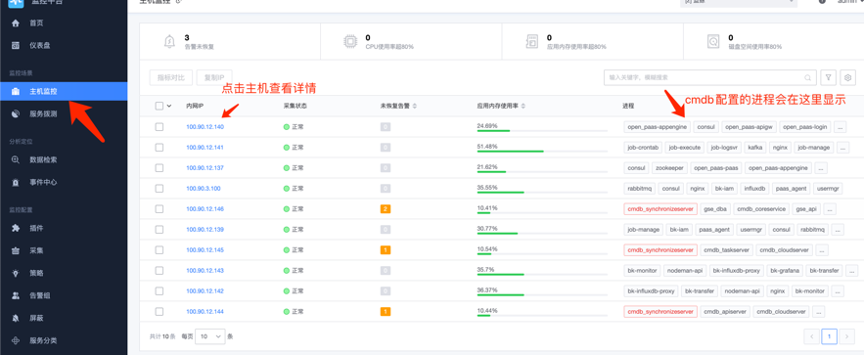 监控平台
主机监控
admin
首页
仪表盘
监控场景
主机监控
服务拨测
分析定位
数据检索
事件中心
监控配置
插件
采集
策略
告警组
屏蔽
服务分类
3
告警未恢复
0
CPU使用率超80%
0
应用内存使用率超80%
0
磁盘空间使用率超80%
指标对比 复制IP
点击主机查看详情
输入关键字，模糊搜索
cmdb配置的进程会在这里显示
内网IP 采集状态 未恢复告警 应用内存使用率 进程
100.90.12.140 正常 0 24.69% open_paas-appengine consul open_paas-apigw open_paas-login ...
100.90.12.141 正常 0 51.48% job-crontab job-execute job-logsvr kafka nginx job-manage ...
100.90.12.137 正常 0 21.62% consul zookeeper open_paas-paas open_paas-appengine ...
100.90.3.100 正常 0 35.55% rabbitmq consul nginx bk-iam influxdb paas_agent usermgr
100.90.12.146 正常 2 10.41% cmdb_synchronizeserver gse_dba cmdb_coreservice gse_api ...
100.90.12.139 正常 0 30.77% job-manage bk-iam paas_agent usermgr consul rabbitmq ...
100.90.12.145 正常 1 10.54% cmdb_synchronizeserver cmdb_taskserver cmdb_cloudserver ...
100.90.12.143 正常 0 35.7% bk-monitor nodeman-api bk-influxdb-proxy bk-grafana bk-transfer ...
100.90.12.142 正常 0 36.37% bk-influxdb-proxy bk-transfer nodeman-api nginx bk-monitor ...
100.90.12.144 正常 1 10.44% cmdb_synchronizeserver cmdb_apiserver cmdb_cloudserver ...
共计10条 每页 10 条
1